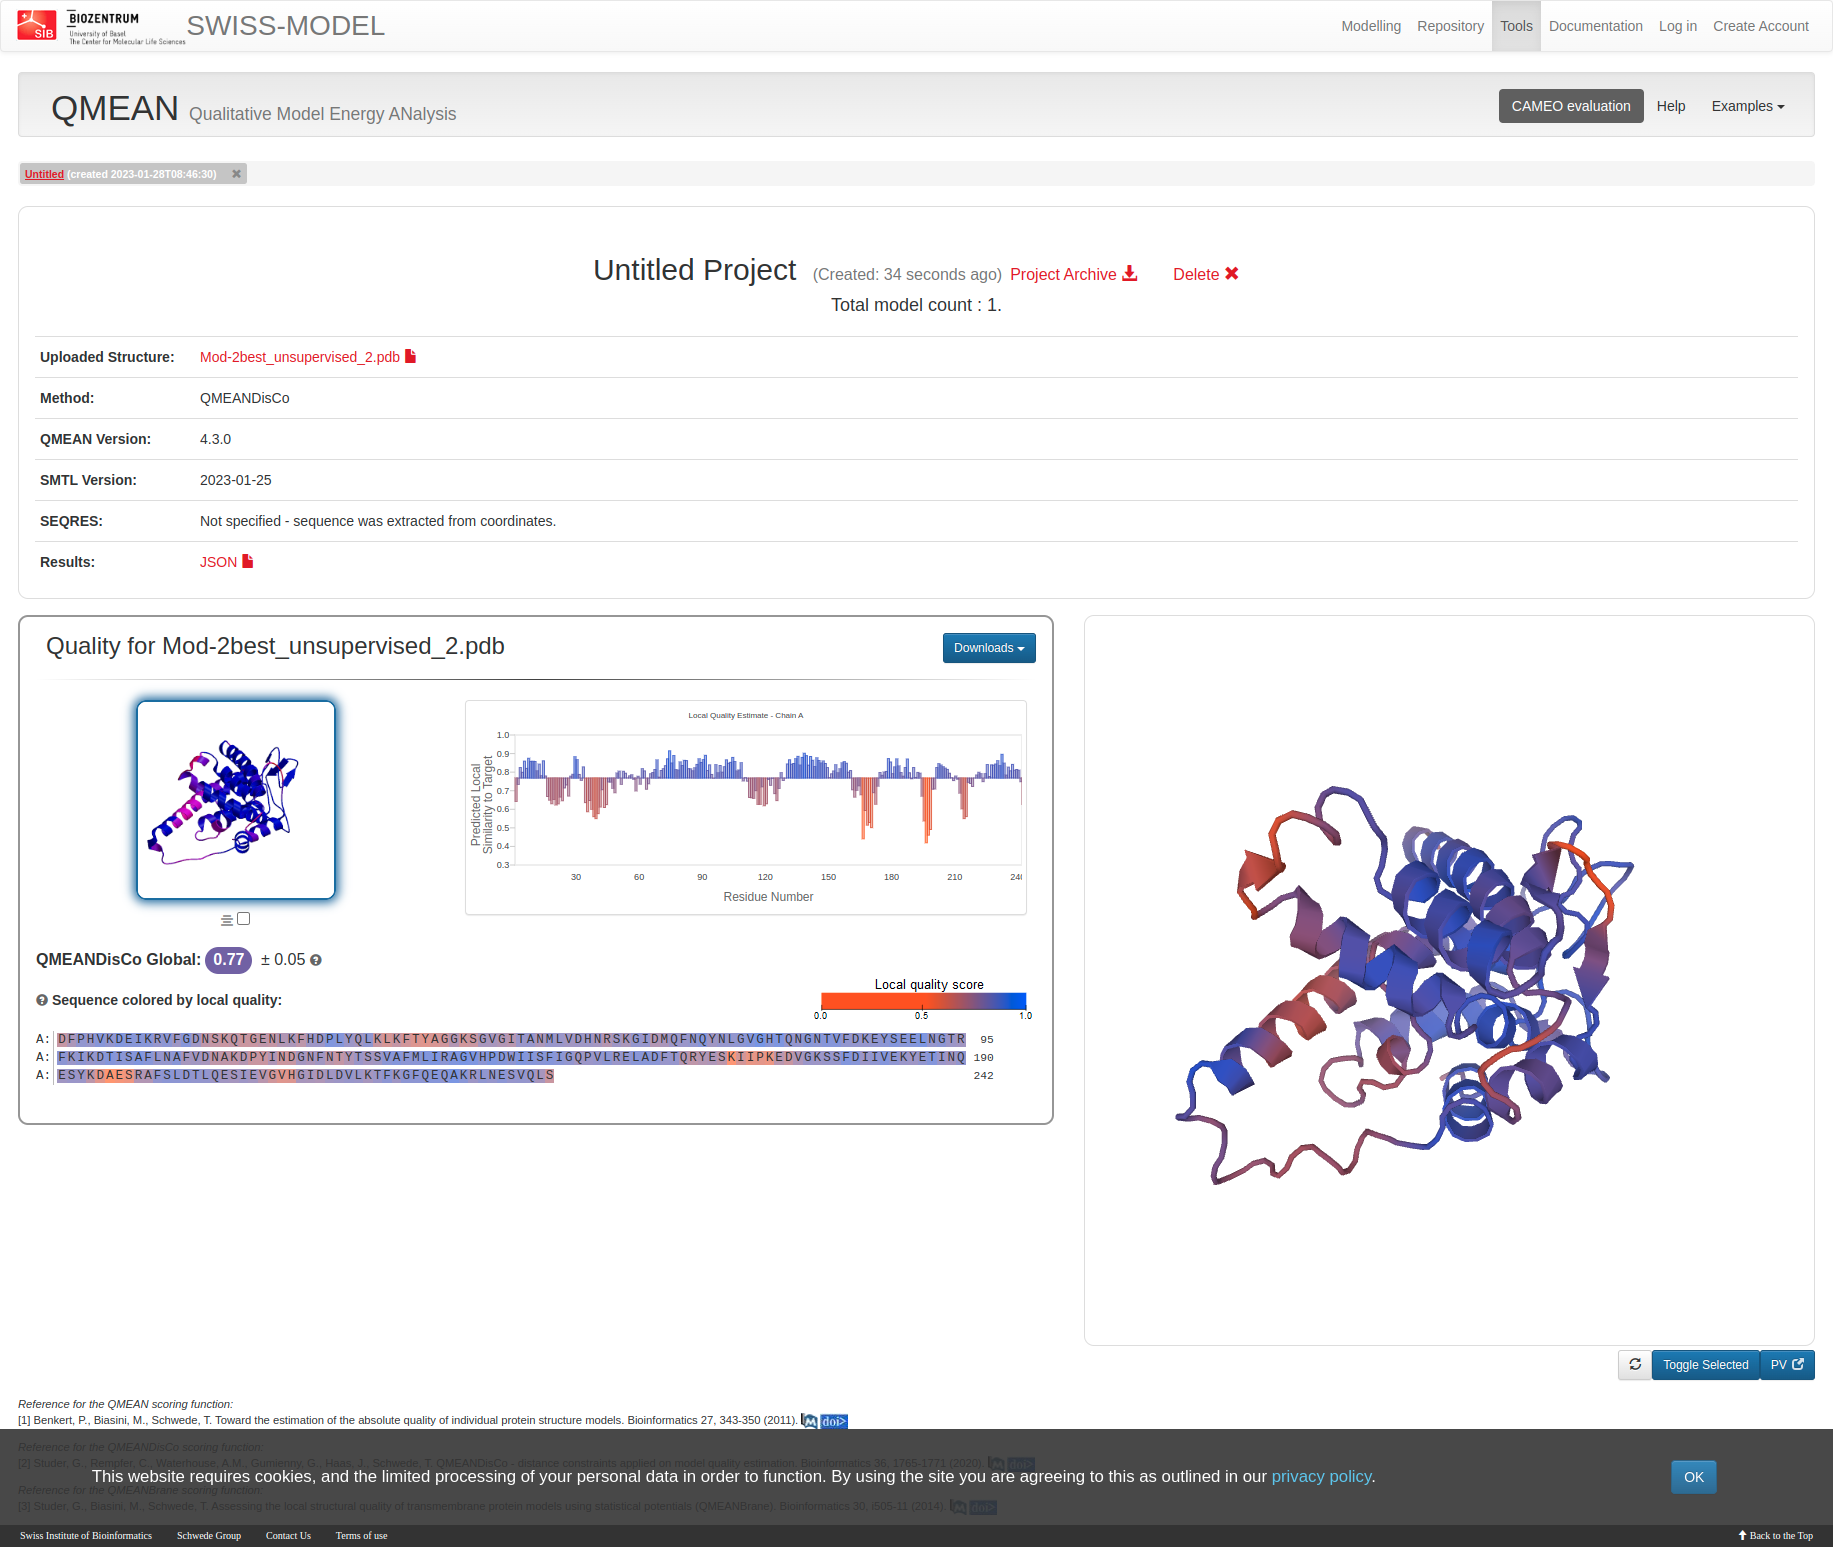 SIB
BIOZENTRUM
University of Basel
The Center for Molecular Life Sciences
SWISS-MODEL
Modelling Repository Tools Documentation Log in Create Account
QMEAN Qualitative Model Energy ANalysis
CAMEO evaluation Help Examples
Untitled (created 2023-01-28T08:46:30)
Untitled Project (Created: 34 seconds ago) Project Archive Delete
Total model count : 1.
Uploaded Structure: Mod-2best_unsupervised_2.pdb
Method: QMEANDisCo
QMEAN Version: 4.3.0
SMTL Version: 2023-01-25
SEQRES: Not specified - sequence was extracted from coordinates.
Results: JSON
Quality for Mod-2best_unsupervised_2.pdb
Downloads
Local Quality Estimate - Chain A
Predicted Local
Similarity to Target
1.0
0.9
0.8
0.7
0.6
0.5
0.4
0.3
30 60 90 120 150 180 210 240
Residue Number
QMEANDisCo Global: 0.77 ± 0.05
Sequence colored by local quality:
Local quality score
0.0 0.5 1.0
A: DFPHVKDEIKRVFGDNSKQTGENLKFHDPLYQLKLKFTYAGGKSGVGITANMLVDHNRSKGIDMQFNQYNLGVGHTQNGNTVFDKEYSEELNGTR 95
A: FKIKDTISAFLNAFVDNAKDPYINDGNFNTYTSSVAFMLIRAGVHPDWIISFIGQPVLRELADFTQRYESKIIPKEDVGKSSFDIIVEKYETINQ 190
A: ESYKDAESRAFSLDTLQESIEVGVHGIDLDVLKTFKGFQEQAKRLNESVQLS 242
Toggle Selected
PV
Reference for the QMEAN scoring function:
[1] Benkert, P., Biasini, M., Schwede, T. Toward the estimation of the absolute quality of individual protein structure models. Bioinformatics 27, 343-350 (2011). M doi>
Reference for the QMEANDisCo scoring function:
[2] Studer, G., Rempfer, C., Waterhouse, A.M., Gumienny, G., Haas, J., Schwede, T. QMEANDisCo - distance constraints applied on model quality estimation. Bioinformatics 36, 1765-1771 (2020). M doi>
This website requires cookies, and the limited processing of your personal data in order to function. By using the site you are agreeing to this as outlined in our privacy policy.
OK
Reference for the QMEANBrane scoring function:
[3] Studer, G., Biasini, M., Schwede, T. Assessing the local structural quality of transmembrane protein models using statistical potentials (QMEANBrane). Bioinformatics 30, i505-11 (2014). M doi>
Swiss Institute of Bioinformatics Schwede Group Contact Us Terms of use
Back to the Top